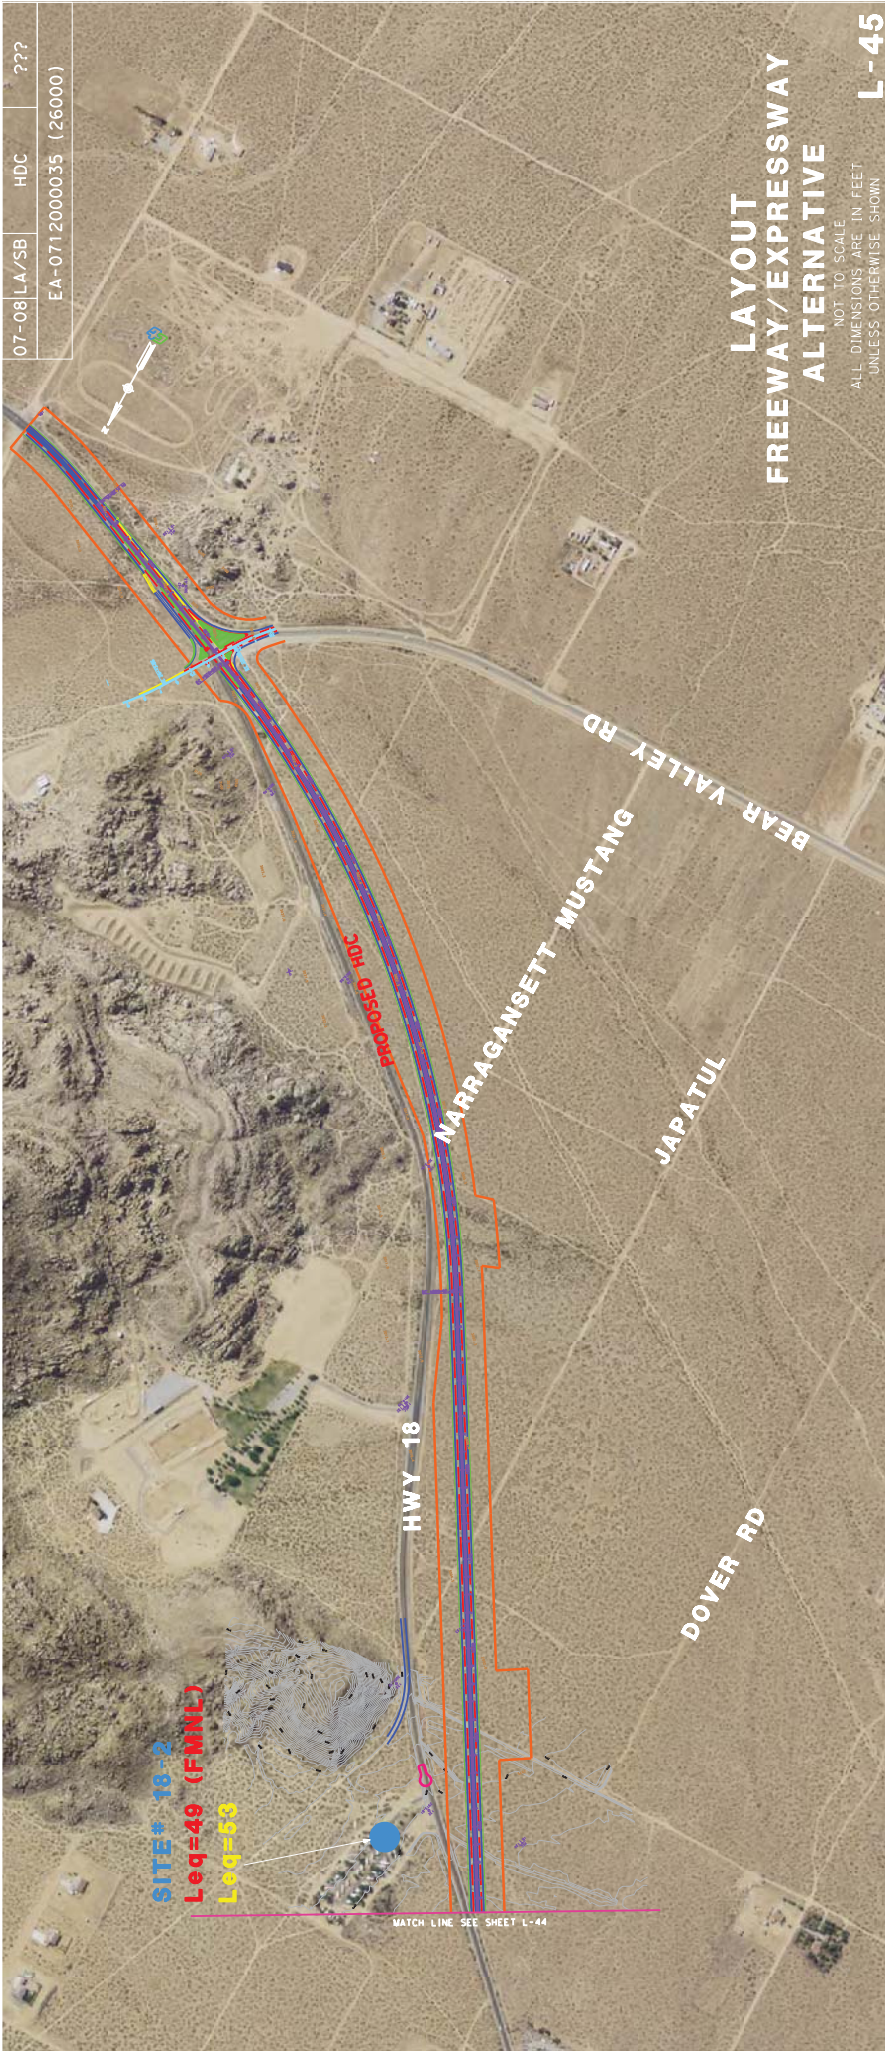 07-08 LA/SB HDC ???
EA-0712000035 (26000)
N
LAYOUT
FREEWAY/EXPRESSWAY
ALTERNATIVE
NOT TO SCALE
ALL DIMENSIONS ARE IN FEET
UNLESS OTHERWISE SHOWN
L-45
BEAR VALLEY RD
NARRAGANSETT MUSTANG
PROPOSED HDC
JAPATUL
HWY 18
DOVER RD
SITE# 18-2
Leq=49 (FMNL)
Leq=53
MATCH LINE SEE SHEET L-44